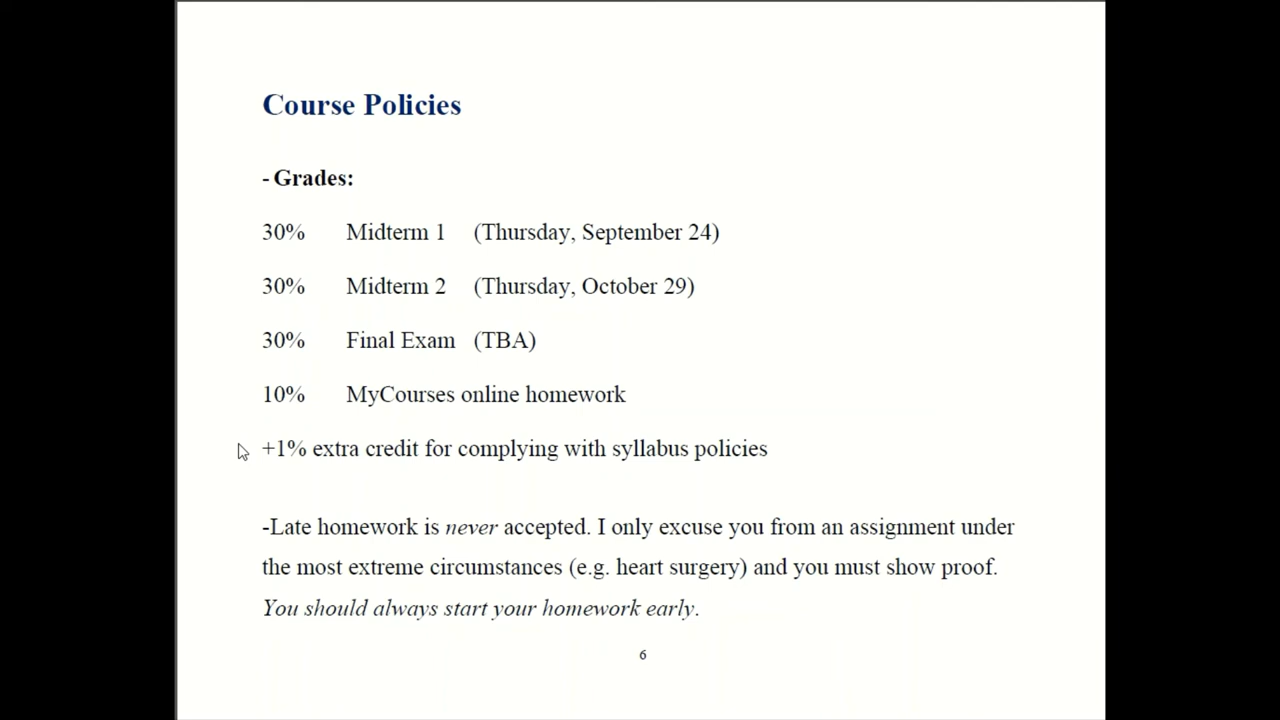 Course Policies
- Grades:
30% Midterm 1 (Thursday, September 24)
30% Midterm 2 (Thursday, October 29)
30% Final Exam (TBA)
10% MyCourses online homework
+1% extra credit for complying with syllabus policies
-Late homework is never accepted. I only excuse you from an assignment under
the most extreme circumstances (e.g. heart surgery) and you must show proof.
You should always start your homework early.
6